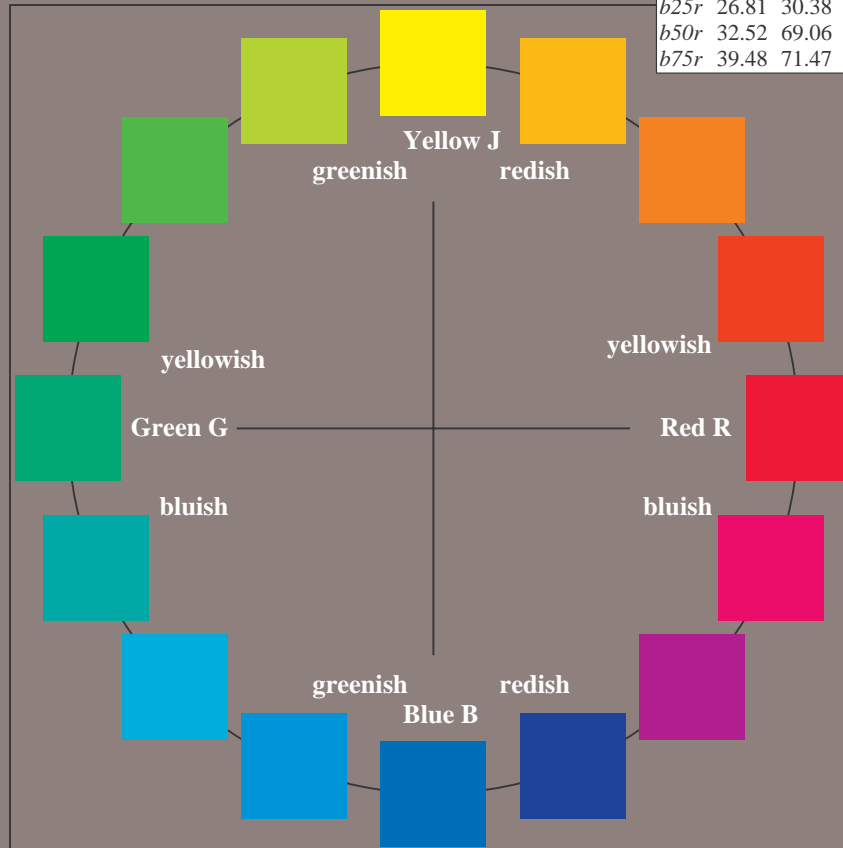 b25r 26.81 30.38
b50r 32.52 69.06
b75r 39.48 71.47
Yellow J
greenish redish
yellowish yellowish
Green G Red R
bluish bluish
greenish redish
Blue B